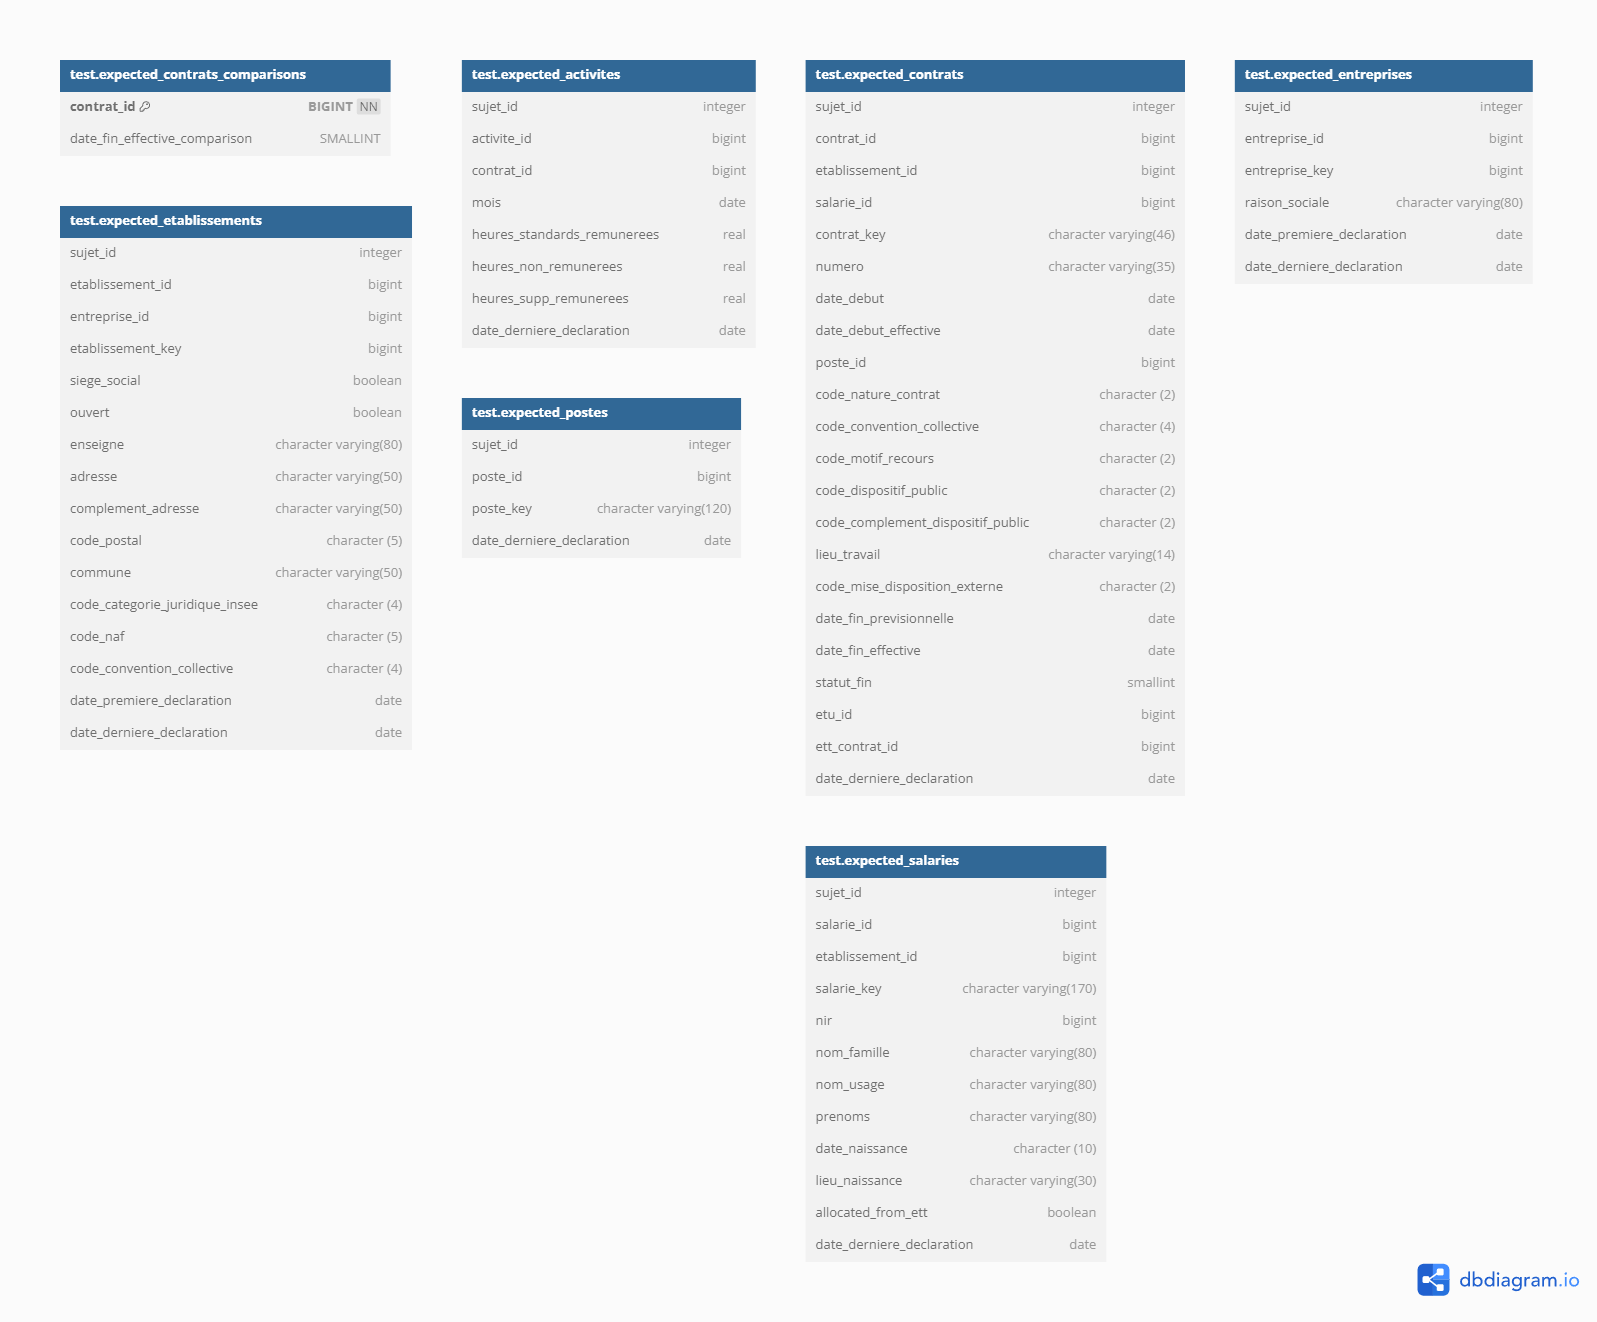 test.expected_contrats_comparisons
contrat_id BIGINT NN
date_fin_effective_comparison SMALLINT
test.expected_etablissements
sujet_id integer
etablissement_id bigint
entreprise_id bigint
etablissement_key bigint
siege_social boolean
ouvert boolean
enseigne character varying(80)
adresse character varying(50)
complement_adresse character varying(50)
code_postal character (5)
commune character varying(50)
code_categorie_juridique_insee character (4)
code_naf character (5)
code_convention_collective character (4)
date_premiere_declaration date
date_derniere_declaration date
test.expected_activites
sujet_id integer
activite_id bigint
contrat_id bigint
mois date
heures_standards_remunerees real
heures_non_remunerees real
heures_supp_remunerees real
date_derniere_declaration date
test.expected_postes
sujet_id integer
poste_id bigint
poste_key character varying(120)
date_derniere_declaration date
test.expected_contrats
sujet_id integer
contrat_id bigint
etablissement_id bigint
salarie_id bigint
contrat_key character varying(46)
numero character varying(35)
date_debut date
date_debut_effective date
poste_id bigint
code_nature_contrat character (2)
code_convention_collective character (4)
code_motif_recours character (2)
code_dispositif_public character (2)
code_complement_dispositif_public character (2)
lieu_travail character varying(14)
code_mise_disposition_externe character (2)
date_fin_previsionnelle date
date_fin_effective date
statut_fin smallint
etu_id bigint
ett_contrat_id bigint
date_derniere_declaration date
test.expected_salaries
sujet_id integer
salarie_id bigint
etablissement_id bigint
salarie_key character varying(170)
nir bigint
nom_famille character varying(80)
nom_usage character varying(80)
prenoms character varying(80)
date_naissance character (10)
lieu_naissance character varying(30)
allocated_from_ett boolean
date_derniere_declaration date
test.expected_entreprises
sujet_id integer
entreprise_id bigint
entreprise_key bigint
raison_sociale character varying(80)
date_premiere_declaration date
date_derniere_declaration date
dbdiagram.io